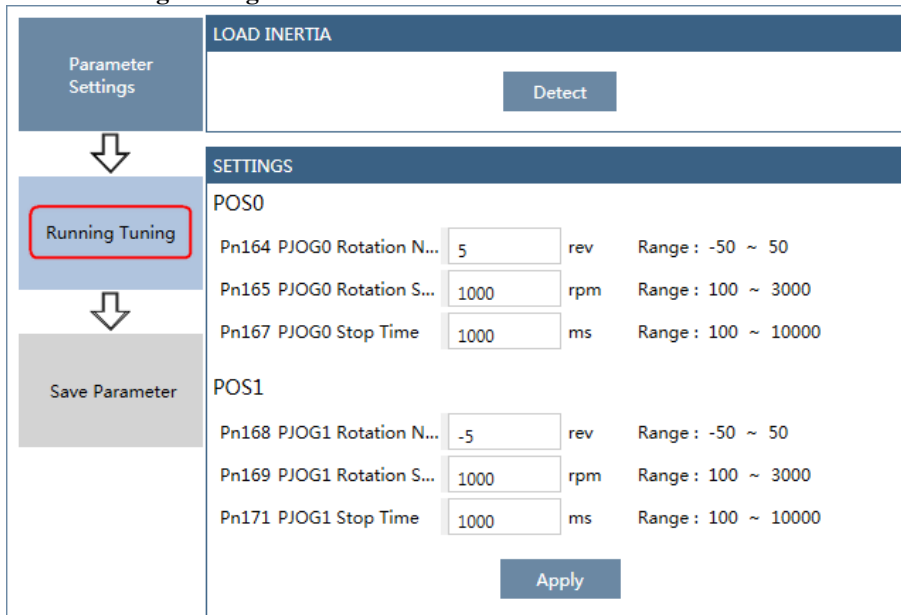 LOAD INERTIA
Parameter
Settings
Detect
SETTINGS
POS0
Running Tuning
Pn164 PJOG0 Rotation N... 5 rev Range : -50 ~ 50
Pn165 PJOG0 Rotation S... 1000 rpm Range : 100 ~ 3000
Pn167 PJOG0 Stop Time 1000 ms Range : 100 ~ 10000
Save Parameter
POS1
Pn168 PJOG1 Rotation N... -5 rev Range : -50 ~ 50
Pn169 PJOG1 Rotation S... 1000 rpm Range : 100 ~ 3000
Pn171 PJOG1 Stop Time 1000 ms Range : 100 ~ 10000
Apply